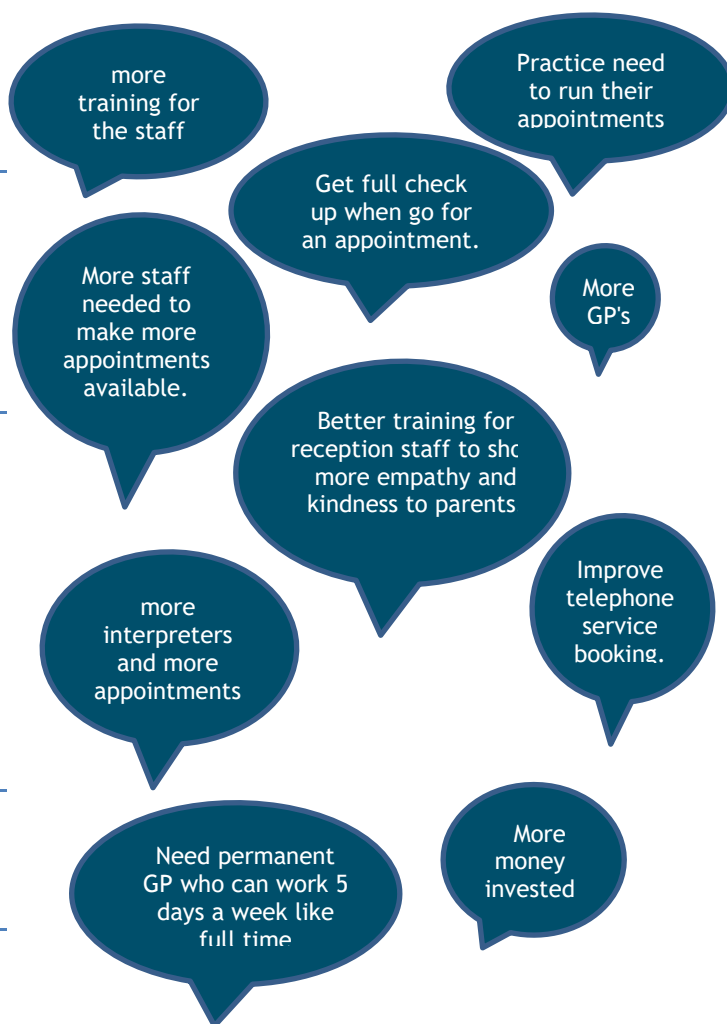 more
training for
the staff
Practice need
to run their
appointments
Get full check
up when go for
an appointment.
More staff
needed to
make more
appointments
available.
More
GP's
Better training for
reception staff to
more empathy and
kindness to parents
Improve
telephone
service
booking.
more
interpreters
and more
appointments
Need permanent
GP who can work 5
days a week like
full time
More
money
invested